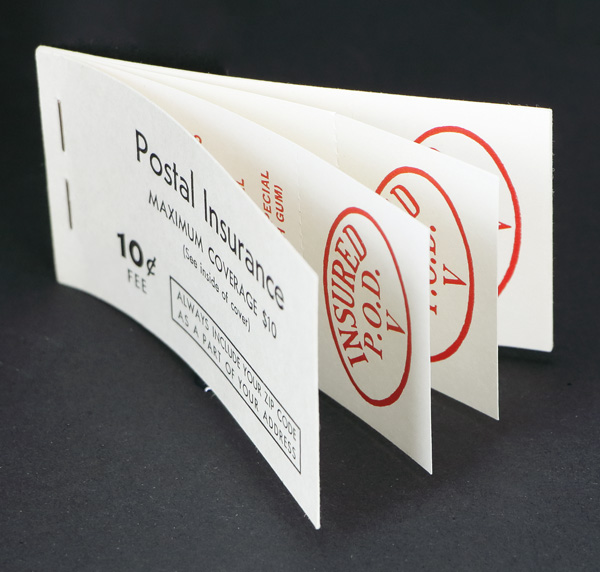 Postal Insurance
MAXIMUM COVERAGE $10
(See inside of cover)
10¢
FEE
ALWAYS INCLUDE YOUR ZIP CODE
AS A PART OF YOUR ADDRESS
GUM)
INSURED
P.O.D.
V
P.O.D.
V
V